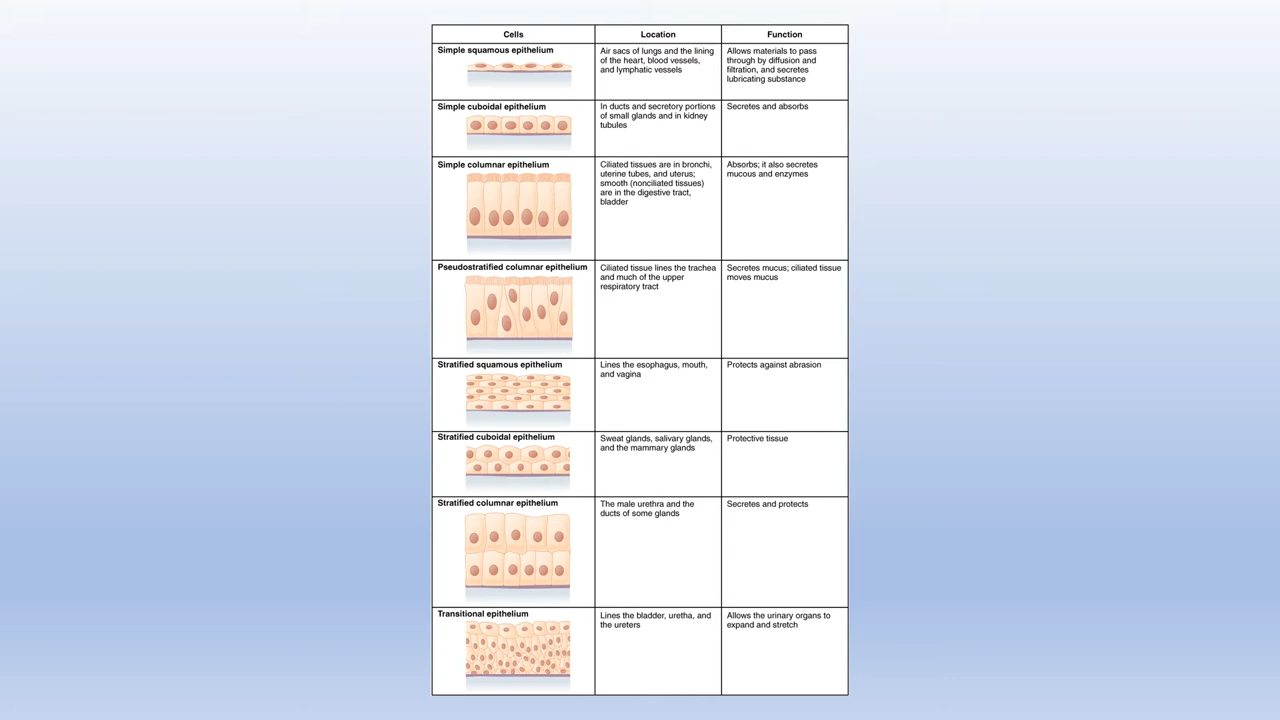 Cells
Location
Function
Simple squamous epithelium
Air sacs of lungs and the lining
of the heart, blood vessels,
and lymphatic vessels
Allows materials to pass
through by diffusion and
filtration, and secretes
lubricating substance
Simple cuboidal epithelium
In ducts and secretory portions
of small glands and in kidney
tubules
Secretes and absorbs
Simple columnar epithelium
Ciliated tissues are in bronchi,
uterine tubes, and uterus;
smooth (nonciliated tissues)
are in the digestive tract,
bladder
Absorbs; it also secretes
mucous and enzymes
Pseudostratified columnar epithelium
Ciliated tissue lines the trachea
and much of the upper
respiratory tract
Secretes mucus; ciliated tissue
moves mucus
Stratified squamous epithelium
Lines the esophagus, mouth,
and vagina
Protects against abrasion
Stratified cuboidal epithelium
Sweat glands, salivary glands,
and the mammary glands
Protective tissue
Stratified columnar epithelium
The male urethra and the
ducts of some glands
Secretes and protects
Transitional epithelium
Lines the bladder, uretha, and
the ureters
Allows the urinary organs to
expand and stretch